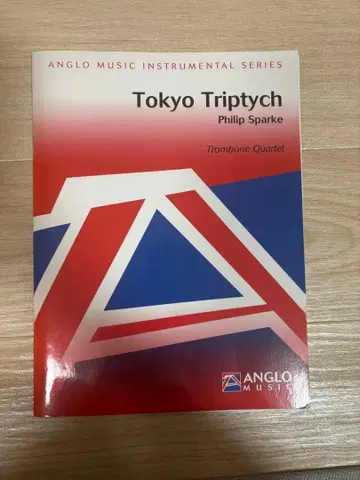 ANGLO MUSIC INSTRUMENTAL SERIES
Tokyo Triptych
Philip Sparke
Trombone Quartet
ANGLO
MUSIC